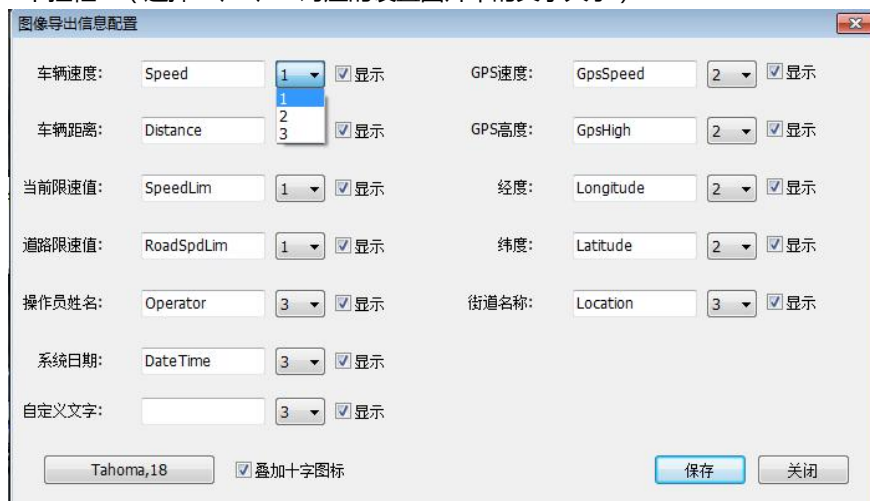 图像导出信息配置
车辆速度: Speed 1 显示 GPS速度: GpsSpeed 2 显示
1
2
车辆距离: Distance 3 显示 GPS高度: GpsHigh 2 显示
当前限速值: SpeedLim 1 显示 经度: Longitude 2 显示
道路限速值: RoadSpdLim 1 显示 纬度: Latitude 2 显示
操作员姓名: Operator 3 显示 街道名称: Location 3 显示
系统日期: DateTime 3 显示
自定义文字: 3 显示
Tahoma,18 叠加十字图标 保存 关闭